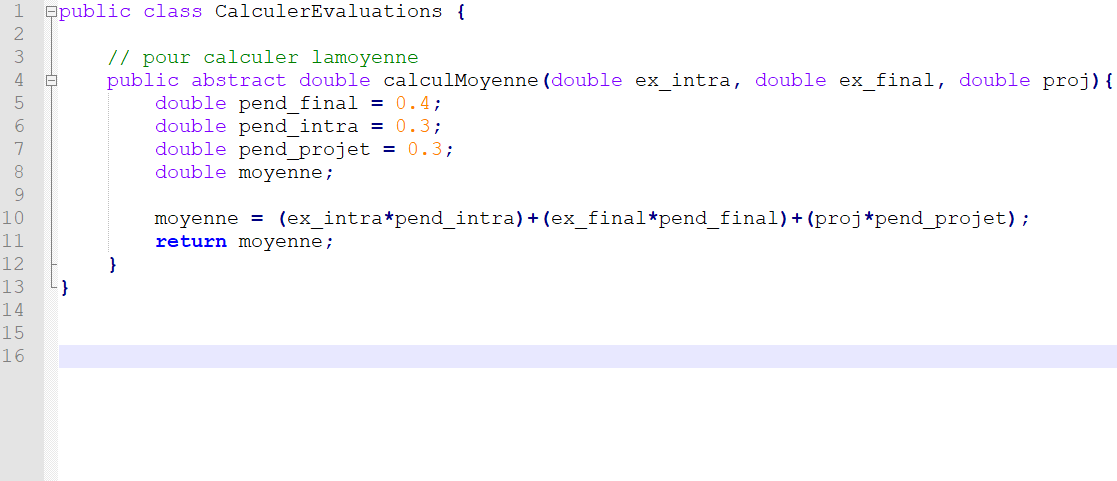 1 public class CalculerEvaluations {
2
3 // pour calculer lamoyenne
4 public abstract double calculMoyenne(double ex_intra, double ex_final, double proj){
5 double pend_final = 0.4;
6 double pend_intra = 0.3;
7 double pend_projet = 0.3;
8 double moyenne;
9
10 moyenne = (ex_intra*pend_intra)+(ex_final*pend_final)+(proj*pend_projet);
11 return moyenne;
12 }
13 }
14
15
16